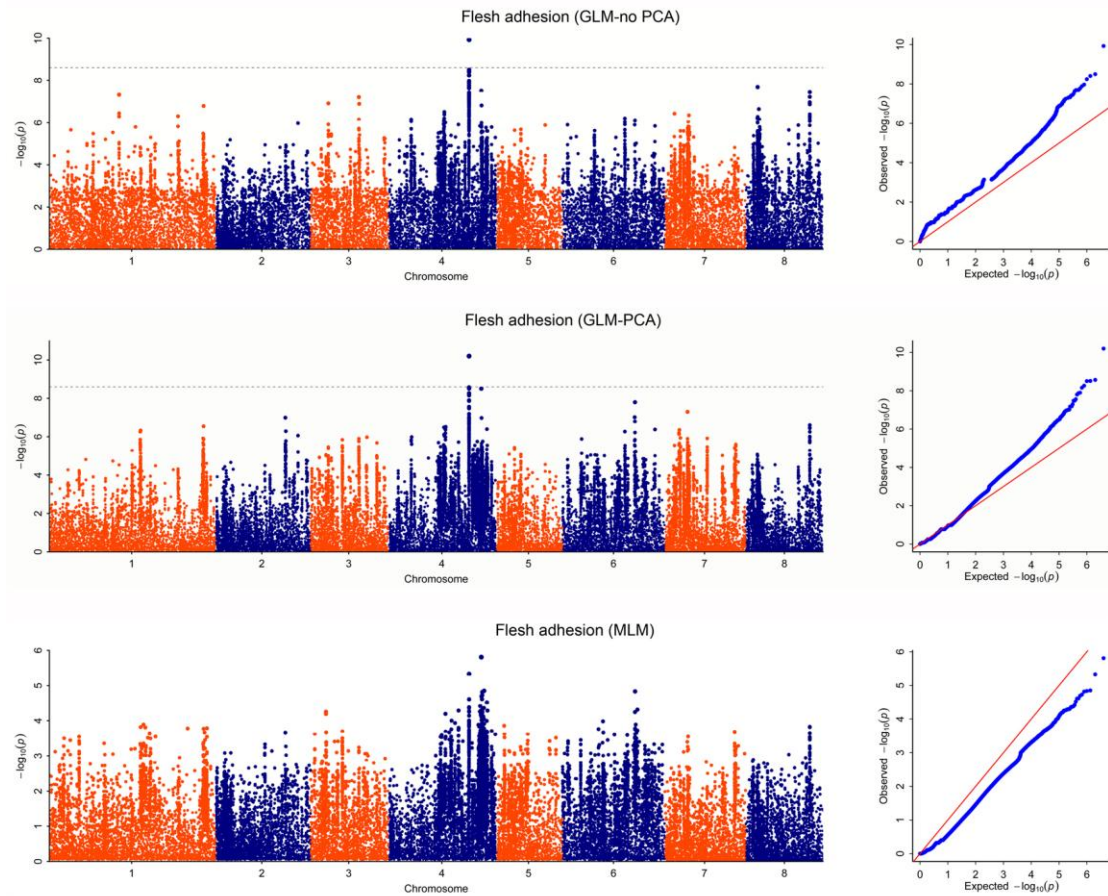 Flesh adhesion (GLM-no PCA)
10
8
6
4
2
0
−log10(p)
1 2 3 4 5 6 7 8
Chromosome
10
8
6
4
2
0
Observed −log10(p)
0 1 2 3 4 5 6
Expected −log10(p)
Flesh adhesion (GLM-PCA)
10
8
6
4
2
0
−log10(p)
1 2 3 4 5 6 7 8
Chromosome
10
8
6
4
2
0
Observed −log10(p)
0 1 2 3 4 5 6
Expected −log10(p)
Flesh adhesion (MLM)
6
5
4
3
2
1
0
−log10(p)
1 2 3 4 5 6 7 8
Chromosome
6
5
4
3
2
1
0
Observed −log10(p)
0 1 2 3 4 5 6
Expected −log10(p)